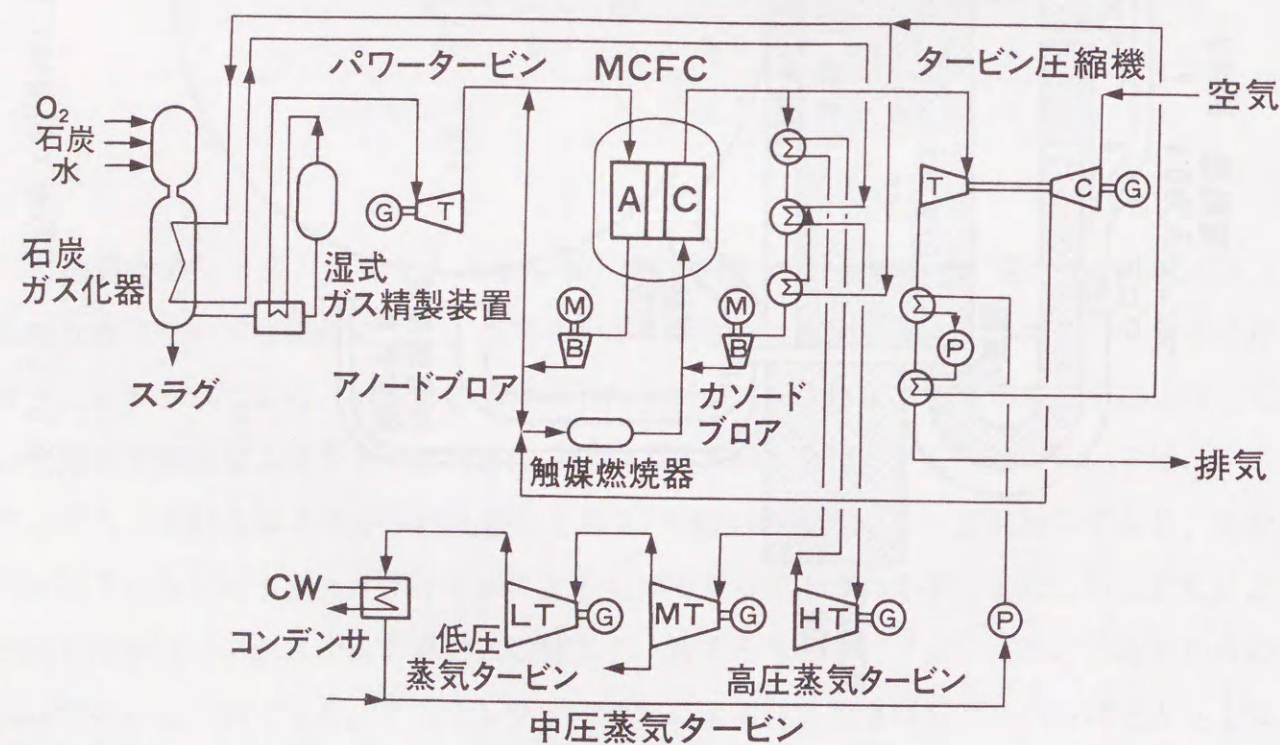 パワータービン
MCFC
タービン圧縮機
空気
O₂
石炭
水
A
C
G
T
T
C
G
石炭
ガス化器
湿式
ガス精製装置
M
M
B
B
P
スラグ
アノードブロア
カソード
ブロア
触媒燃焼器
排気
CW
コンデンサ
LT
G
MT
G
HT
G
P
低圧
蒸気タービン
高圧蒸気タービン
中圧蒸気タービン